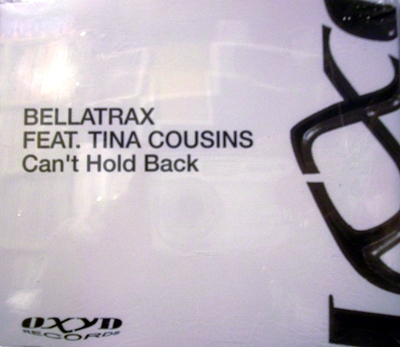 BELLATRAX
FEAT. TINA COUSINS
Can't Hold Back
OXYD
RECORDS